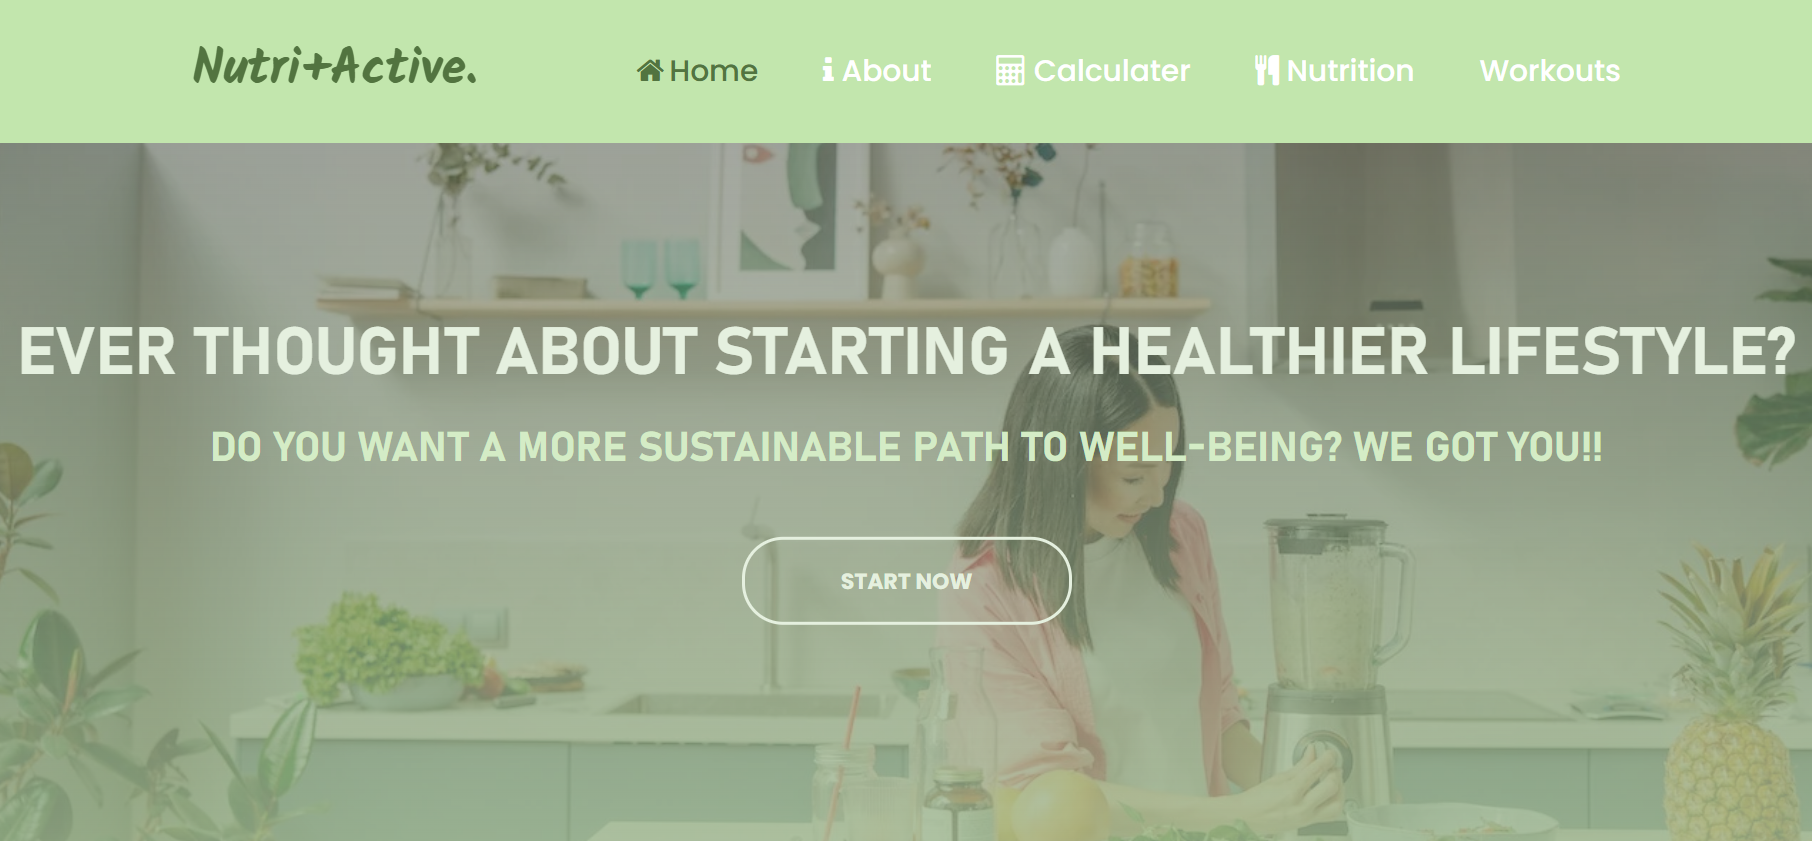 Nutri+Active.
Home
About
Calculater
Nutrition
Workouts
EVER THOUGHT ABOUT STARTING A HEALTHIER LIFESTYLE?
DO YOU WANT A MORE SUSTAINABLE PATH TO WELL-BEING? WE GOT YOU!!
START NOW